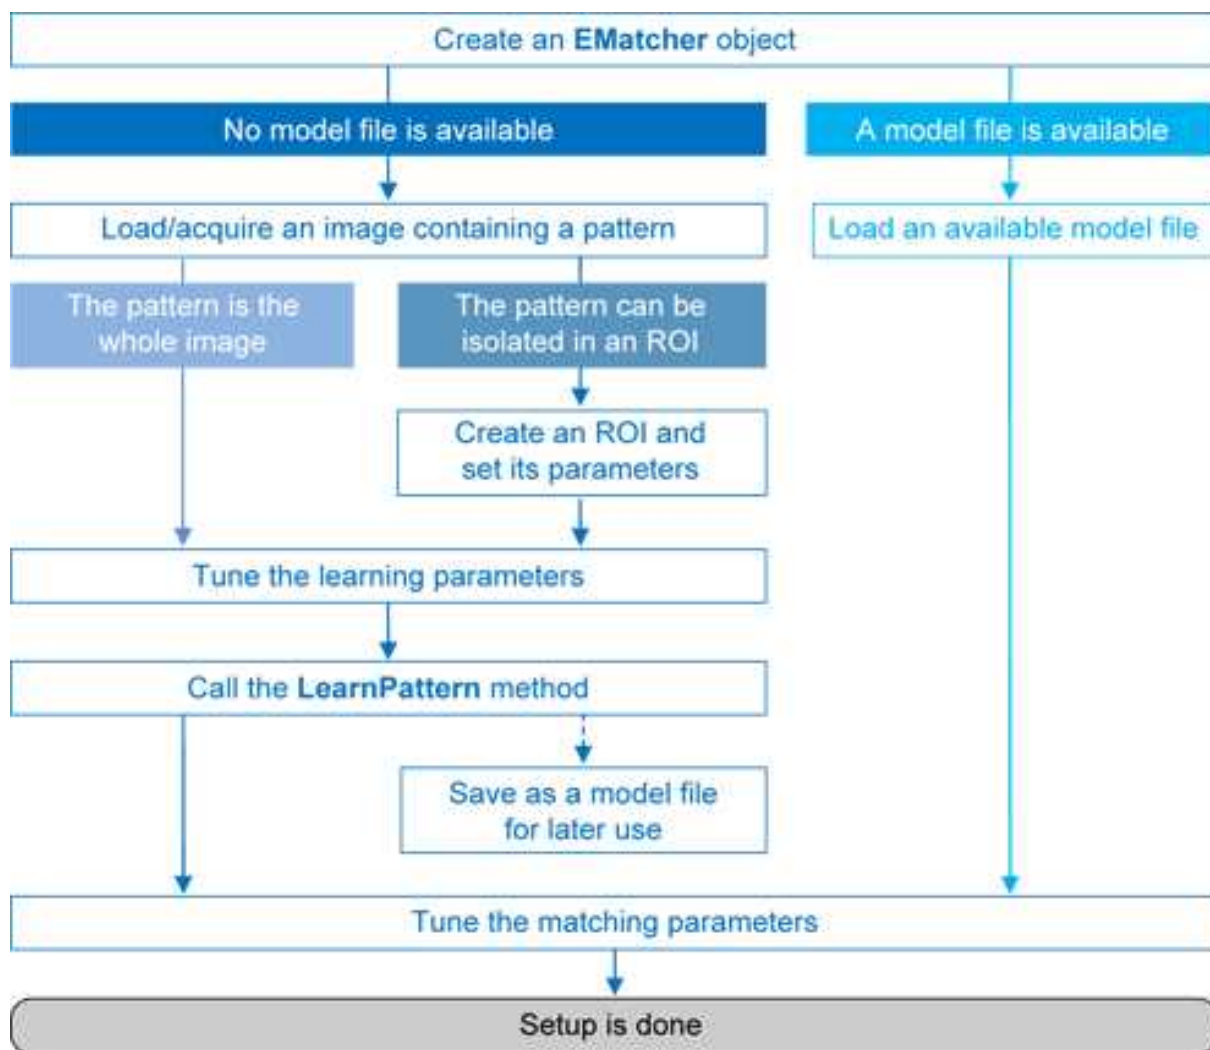 Create an EMatcher object
No model file is available
A model file is available
Load/acquire an image containing a pattern
Load an available model file
The pattern is the
whole image
The pattern can be
isolated in an ROI
Create an ROI and
set its parameters
Tune the learning parameters
Call the LearnPattern method
Save as a model file
for later use
Tune the matching parameters
Setup is done